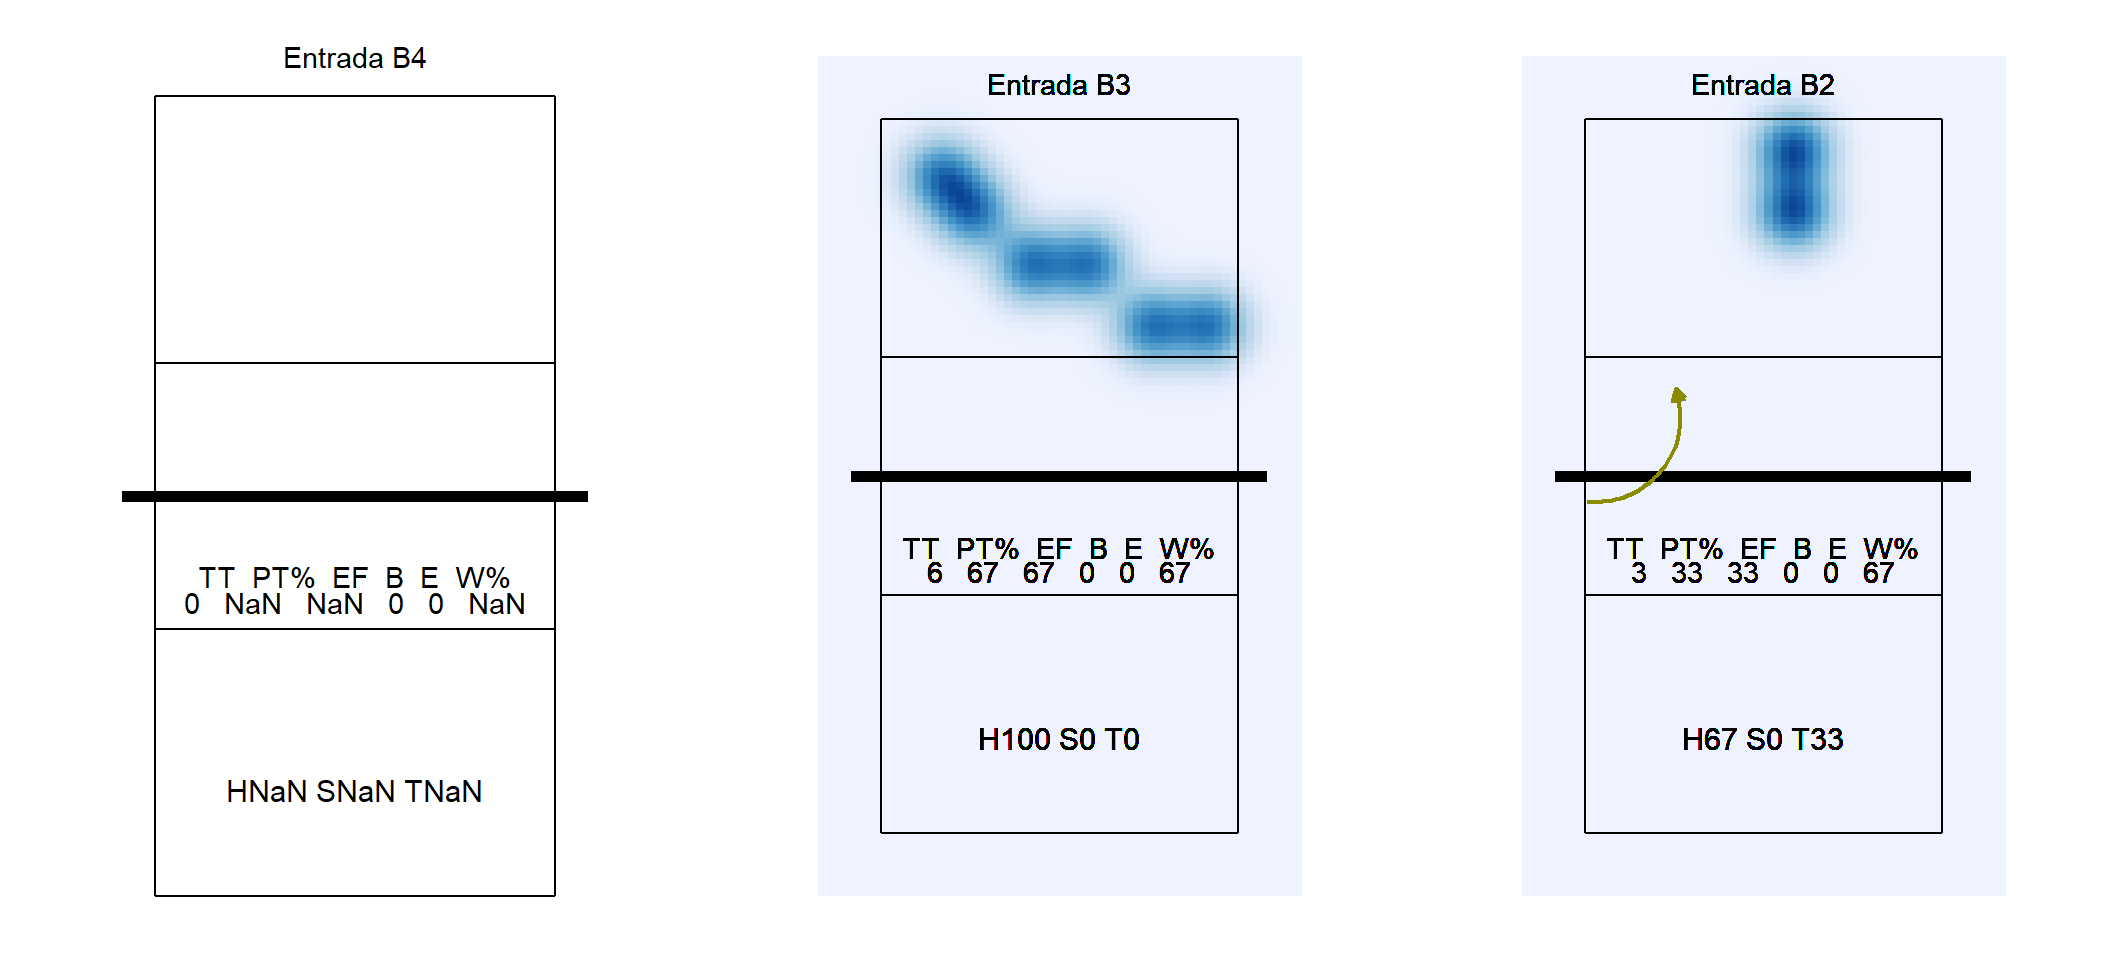 Entrada B4
TT PT% EF B E W%
0 NaN NaN 0 0 NaN
HNaN SNaN TNaN
Entrada B3
TT PT% EF B E W%
6 67 67 0 0 67
H100 S0 T0
Entrada B2
TT PT% EF B E W%
3 33 33 0 0 67
H67 S0 T33